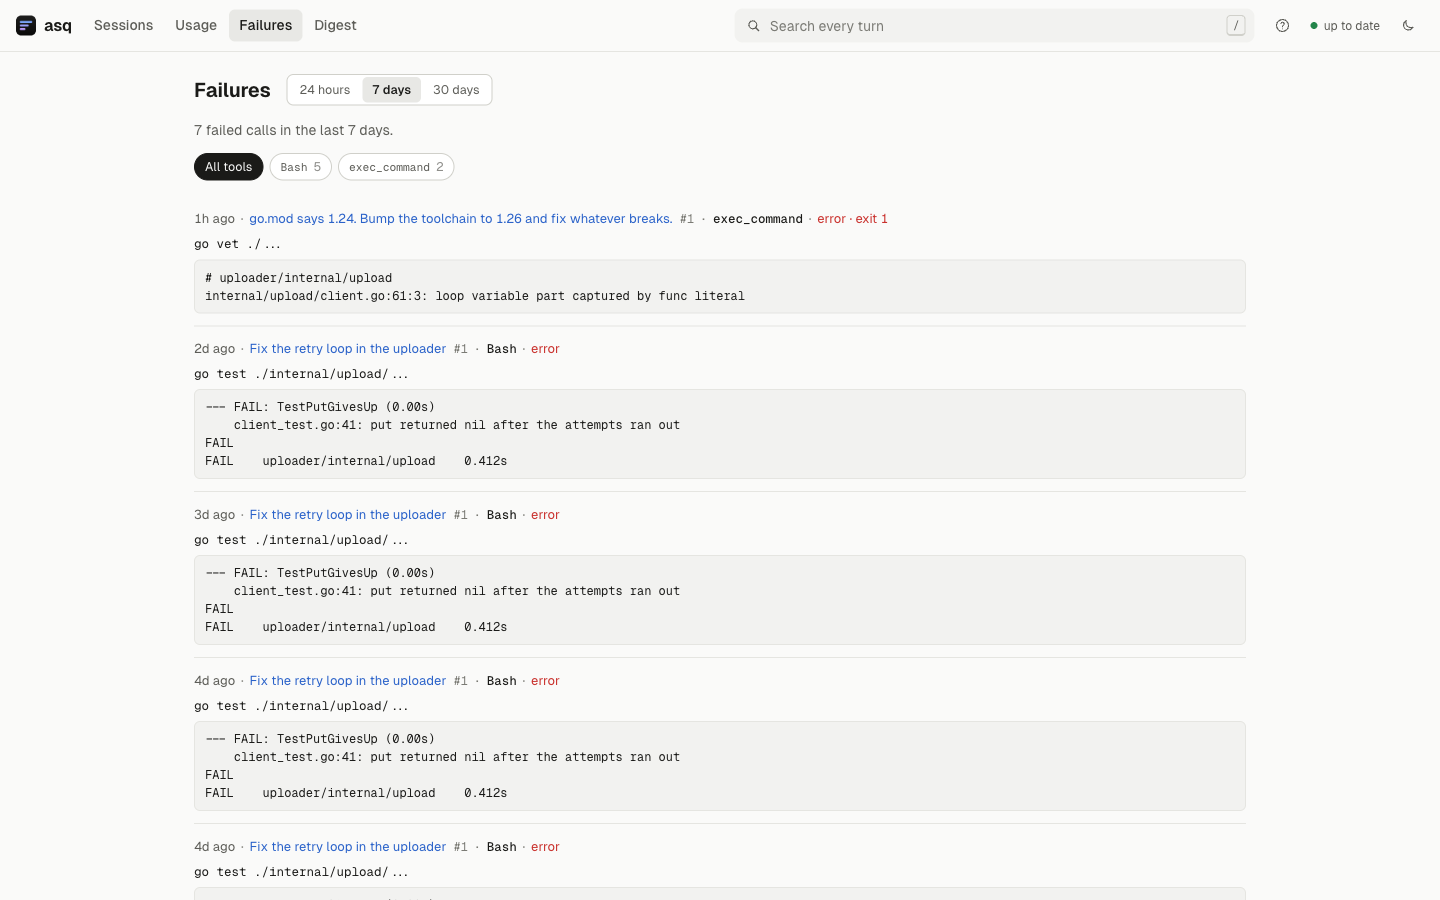 asq Sessions Usage Failures Digest Search every turn / up to date
Failures 24 hours 7 days 30 days
7 failed calls in the last 7 days.
All tools Bash 5 exec_command 2
1h ago · go.mod says 1.24. Bump the toolchain to 1.26 and fix whatever breaks. #1 · exec_command · error · exit 1
go vet ./...
# uploader/internal/upload
internal/upload/client.go:61:3: loop variable part captured by func literal
2d ago · Fix the retry loop in the uploader #1 · Bash · error
go test ./internal/upload/...
--- FAIL: TestPutGivesUp (0.00s)
    client_test.go:41: put returned nil after the attempts ran out
FAIL
FAIL    uploader/internal/upload    0.412s
3d ago · Fix the retry loop in the uploader #1 · Bash · error
go test ./internal/upload/...
--- FAIL: TestPutGivesUp (0.00s)
    client_test.go:41: put returned nil after the attempts ran out
FAIL
FAIL    uploader/internal/upload    0.412s
4d ago · Fix the retry loop in the uploader #1 · Bash · error
go test ./internal/upload/...
--- FAIL: TestPutGivesUp (0.00s)
    client_test.go:41: put returned nil after the attempts ran out
FAIL
FAIL    uploader/internal/upload    0.412s
4d ago · Fix the retry loop in the uploader #1 · Bash · error
go test ./internal/upload/...